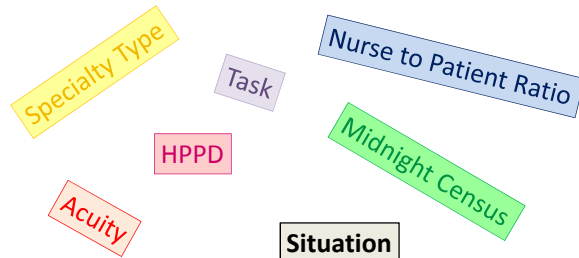 Specialty Type
Task
Nurse to Patient Ratio
HPPD
Midnight Census
Acuity
Situation